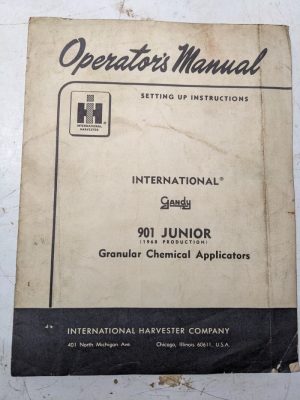 Operator's Manual
SETTING UP INSTRUCTIONS
IH
INTERNATIONAL
HARVESTER
INTERNATIONAL®
Gandy
901 JUNIOR
(1968 PRODUCTION)
Granular Chemical Applicators
INTERNATIONAL HARVESTER COMPANY
401 North Michigan Ave. Chicago, Illinois 60611, U.S.A.